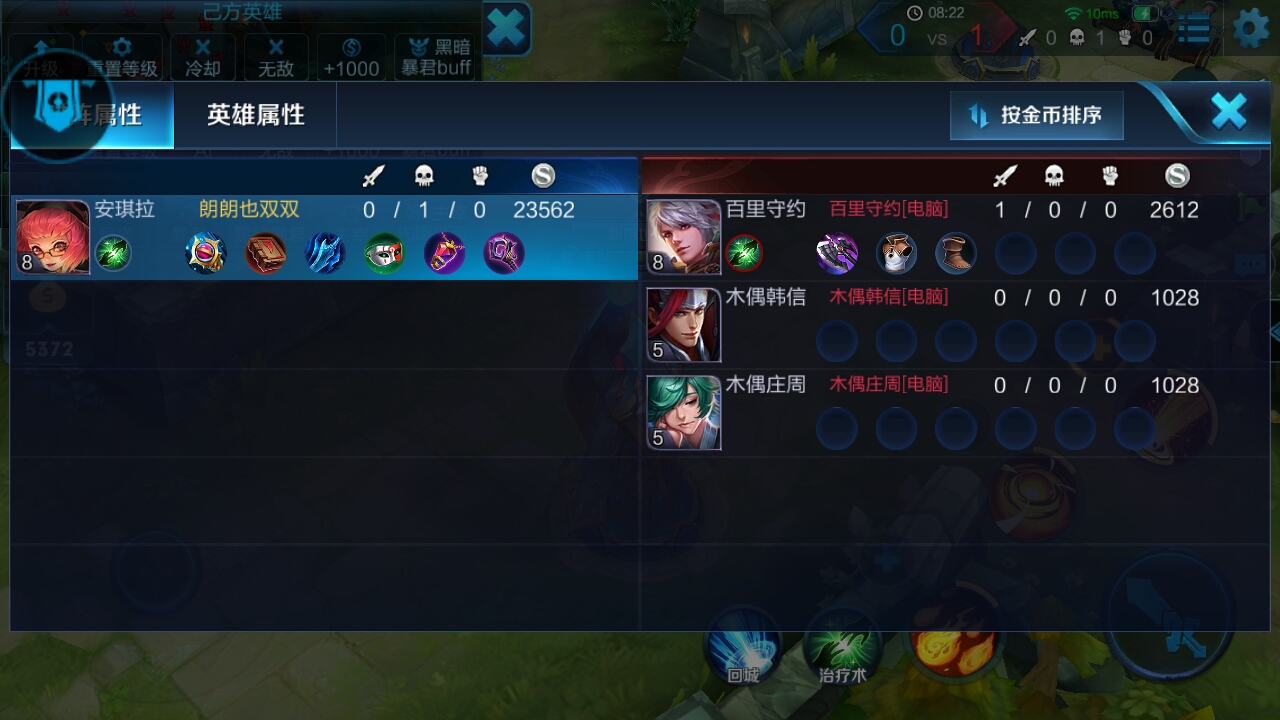 己方英雄
08:22
10ms
0 VS 1
0 1 0
升级 重置等级 冷却 无敌 +1000 黑暗
暴君buff
阵属性 英雄属性 按金币排序
安琪拉 朗朗也双双 0 / 1 / 0 23562
8
百里守约 百里守约[电脑] 1 / 0 / 0 2612
8
木偶韩信 木偶韩信[电脑] 0 / 0 / 0 1028
5
木偶庄周 木偶庄周[电脑] 0 / 0 / 0 1028
5
5372
回城 治疗术